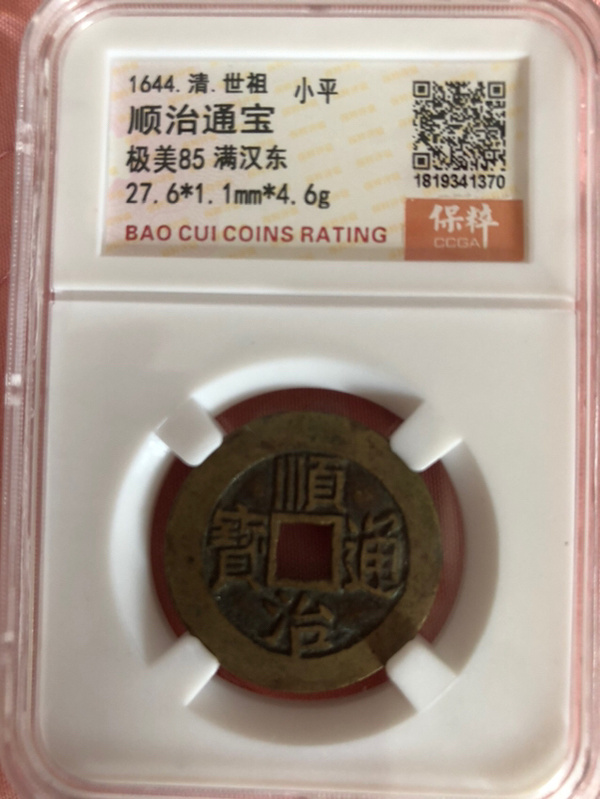 1644.清.世祖 小平
顺治通宝
极美85 满汉东
27.6*1.1mm*4.6g
BAO CUI COINS RATING
1819341370
保粹
CCGA
順治通寶